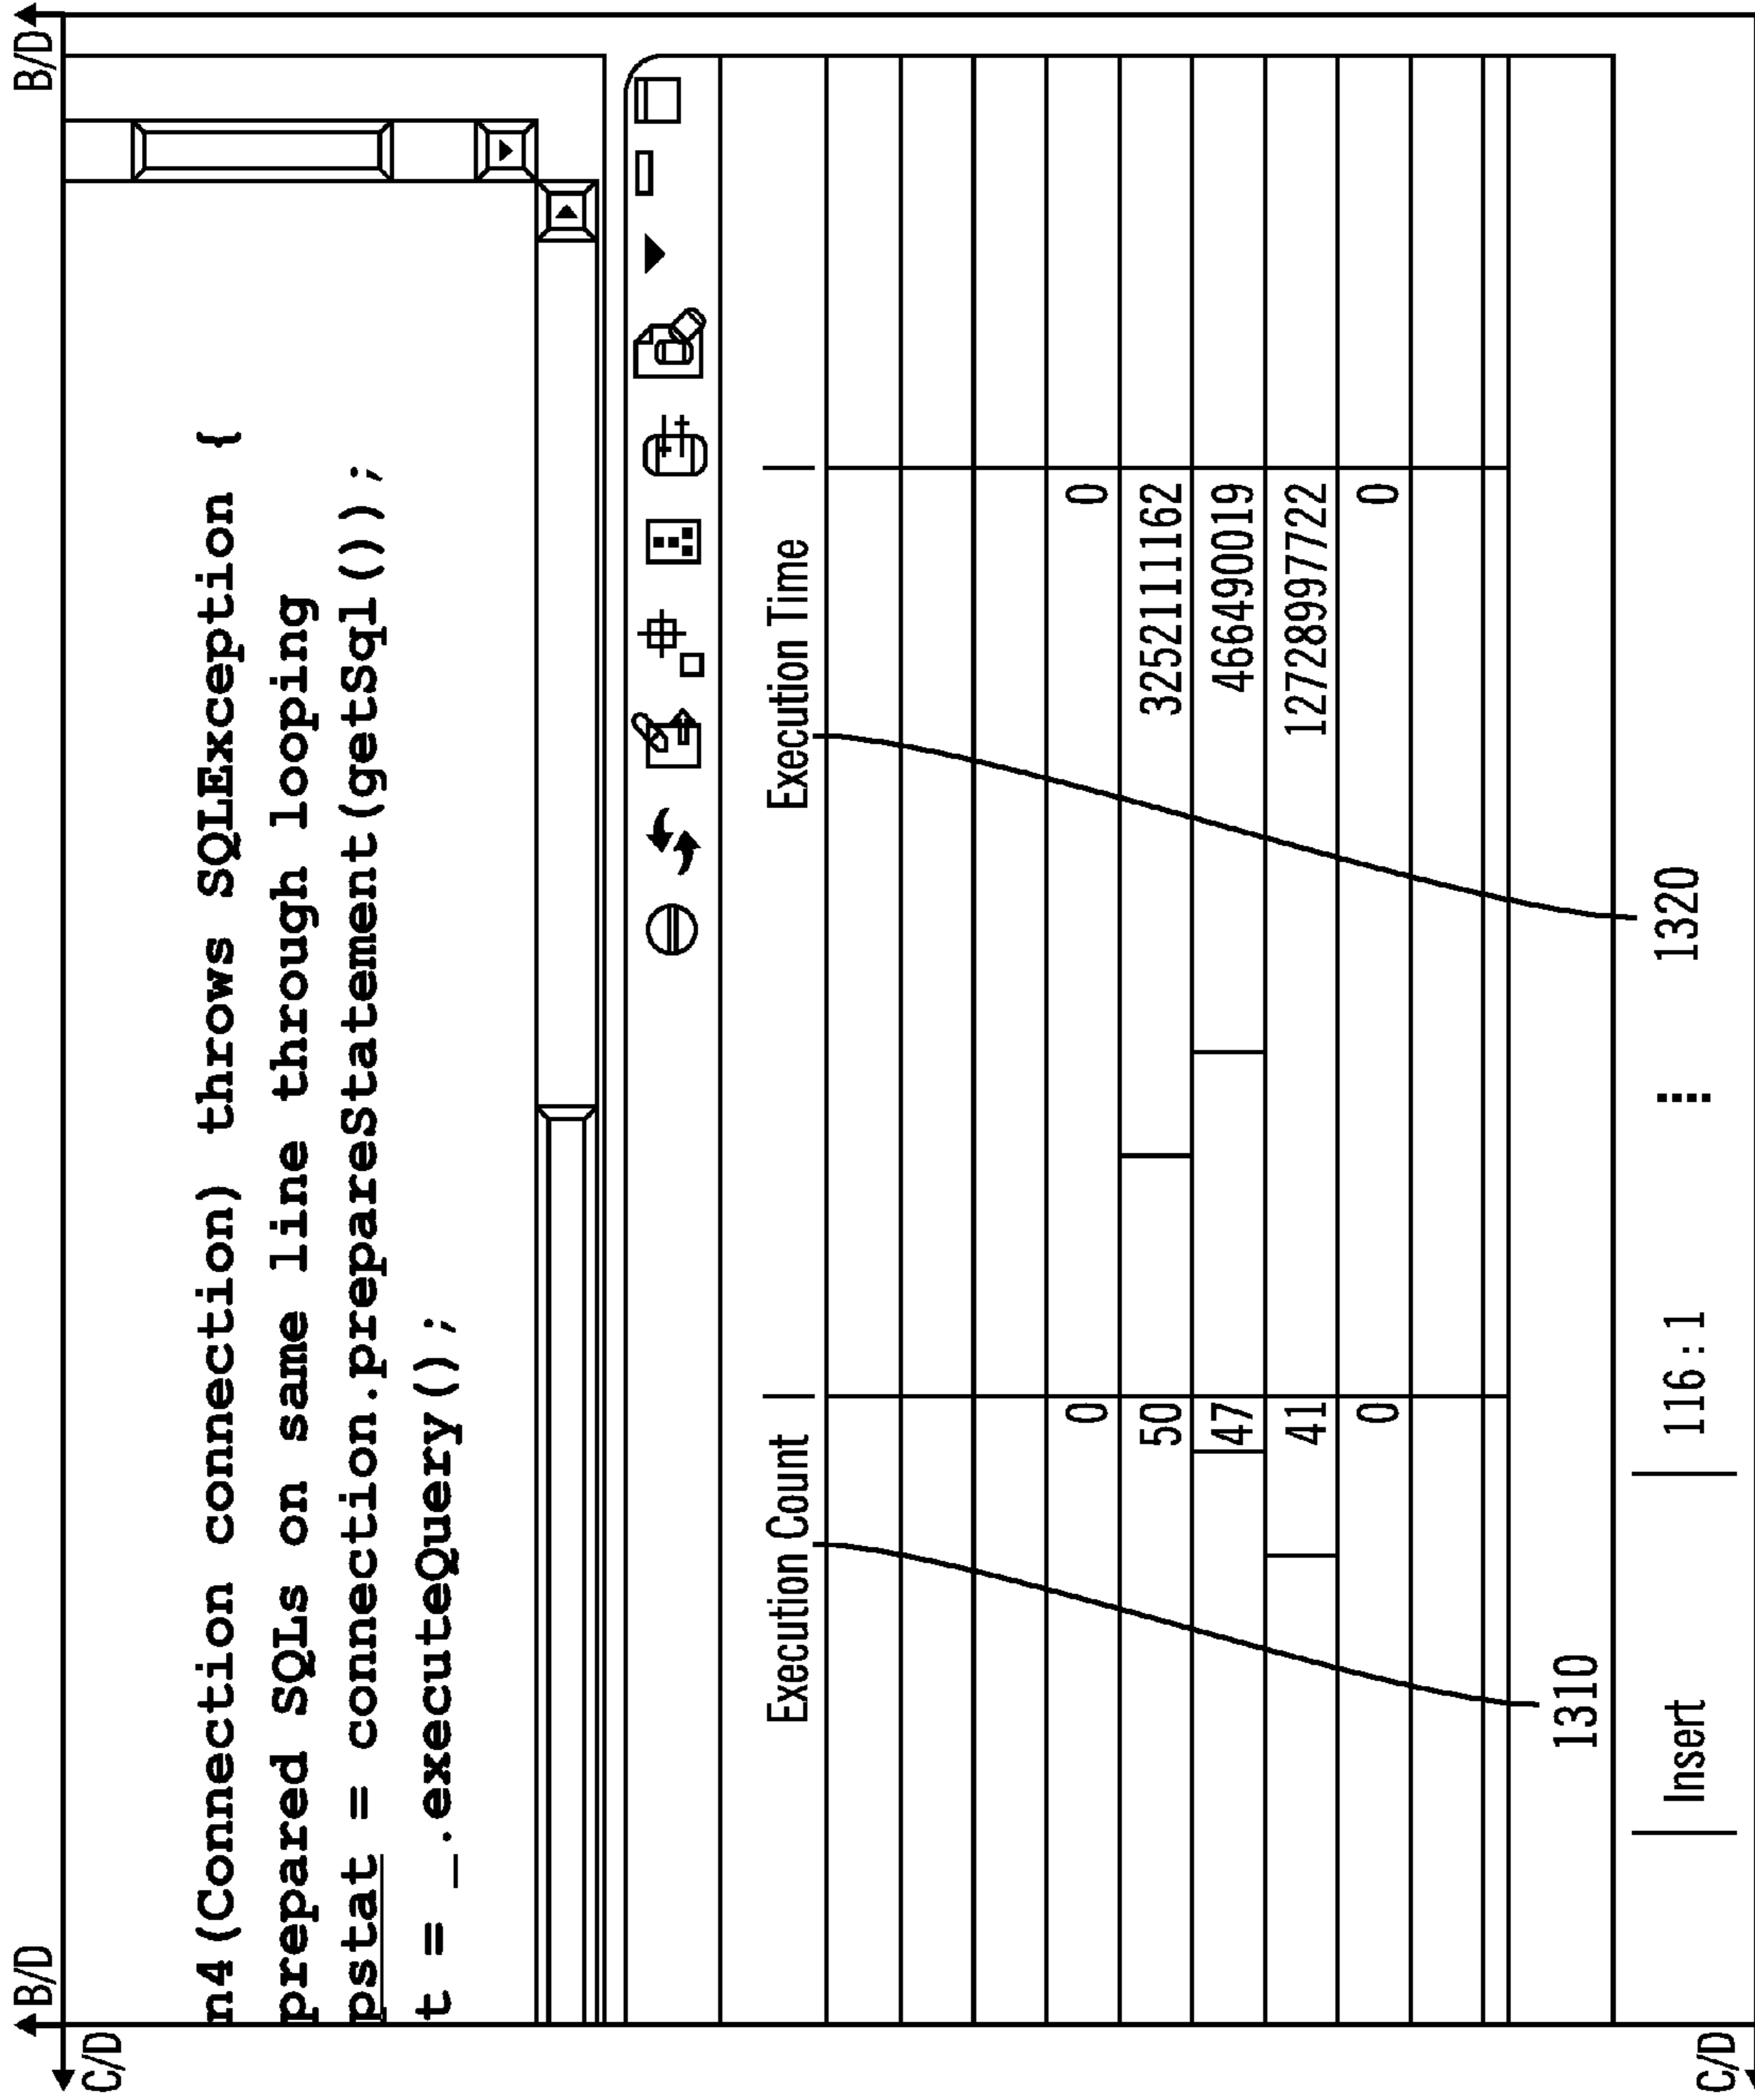 B/D B/D
C/D
n4(Connection connection) throws SQLException {
prepared SQLs on same line through looping
pstat = connection.prepareStatement(getSql());
t = _.executeQuery();
Execution Count Execution Time
0 0
50 3252111162
47 466490019
41 12728997722
0 0
1310
1320
Insert 116 : 1
C/D